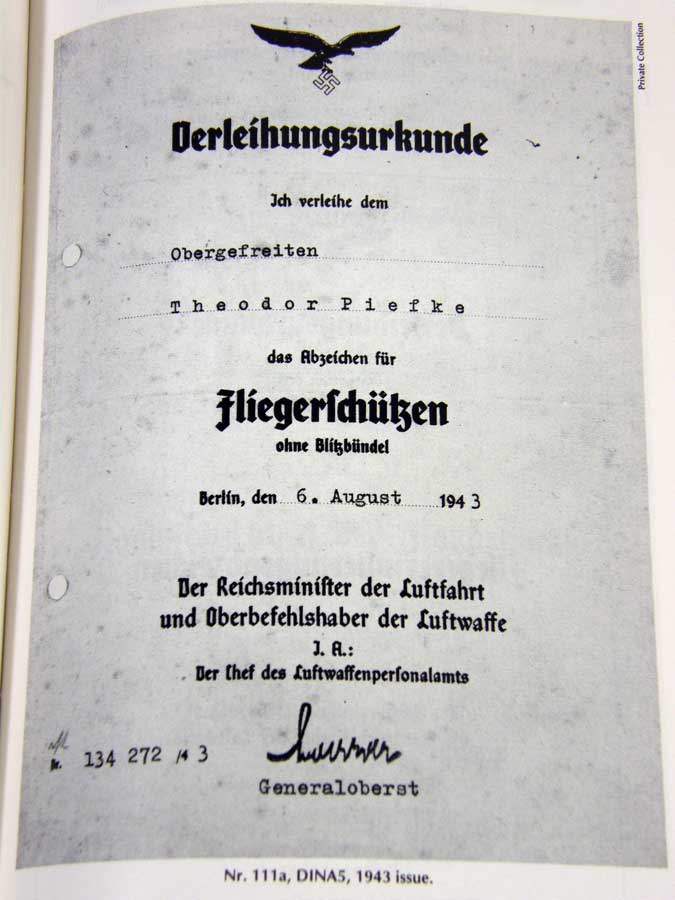 Private Collection
Verleihungsurkunde
Ich verleihe dem
Obergefreiten
Theodor Piefke
das Abzeichen für
Fliegerschützen
ohne Blitzbündel
Berlin, den 6. August 1943
Der Reichsminister der Luftfahrt
und Oberbefehlshaber der Luftwaffe
I. A.:
Der Chef des Luftwaffenpersonalamts
Nr. 134 272 /43
Generaloberst
Nr. 111a, DINA5, 1943 issue.